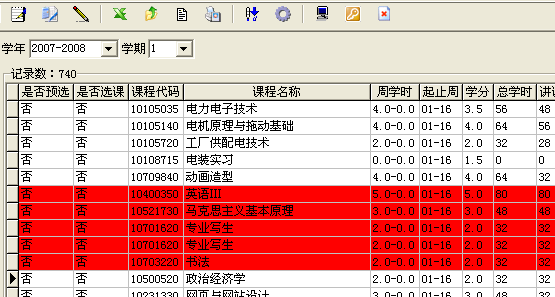 学年 2007-2008 学期 1
记录数：740
是否预选 是否选课 课程代码 课程名称 周学时 起止周 学分 总学时 讲课
否 否 10105035 电力电子技术 4.0-0.0 01-16 3.5 56 48
否 否 10105140 电机原理与拖动基础 4.0-0.0 01-16 4.0 64 56
否 否 10105720 工厂供配电技术 2.0-0.0 01-16 2.0 32 28
否 否 10108715 电装实习 0.0-0.0 01-16 1.5 0 0
否 否 10709840 动画造型 4.0-0.0 01-16 4.0 64 32
否 否 10400350 英语III 5.0-0.0 01-16 5.0 80 80
否 否 10521730 马克思主义基本原理 3.0-0.0 01-16 3.0 48 48
否 否 10701620 专业写生 2.0-0.0 01-16 2.0 32 32
否 否 10701620 专业写生 2.0-0.0 01-16 2.0 32 32
否 否 10703220 书法 2.0-0.0 01-16 2.0 32 32
否 否 10500520 政治经济学 2.0-0.0 01-16 2.0 32 32
否 否 10231330 网页与网站设计 3.0-0.0 01-16 3.0 48 32